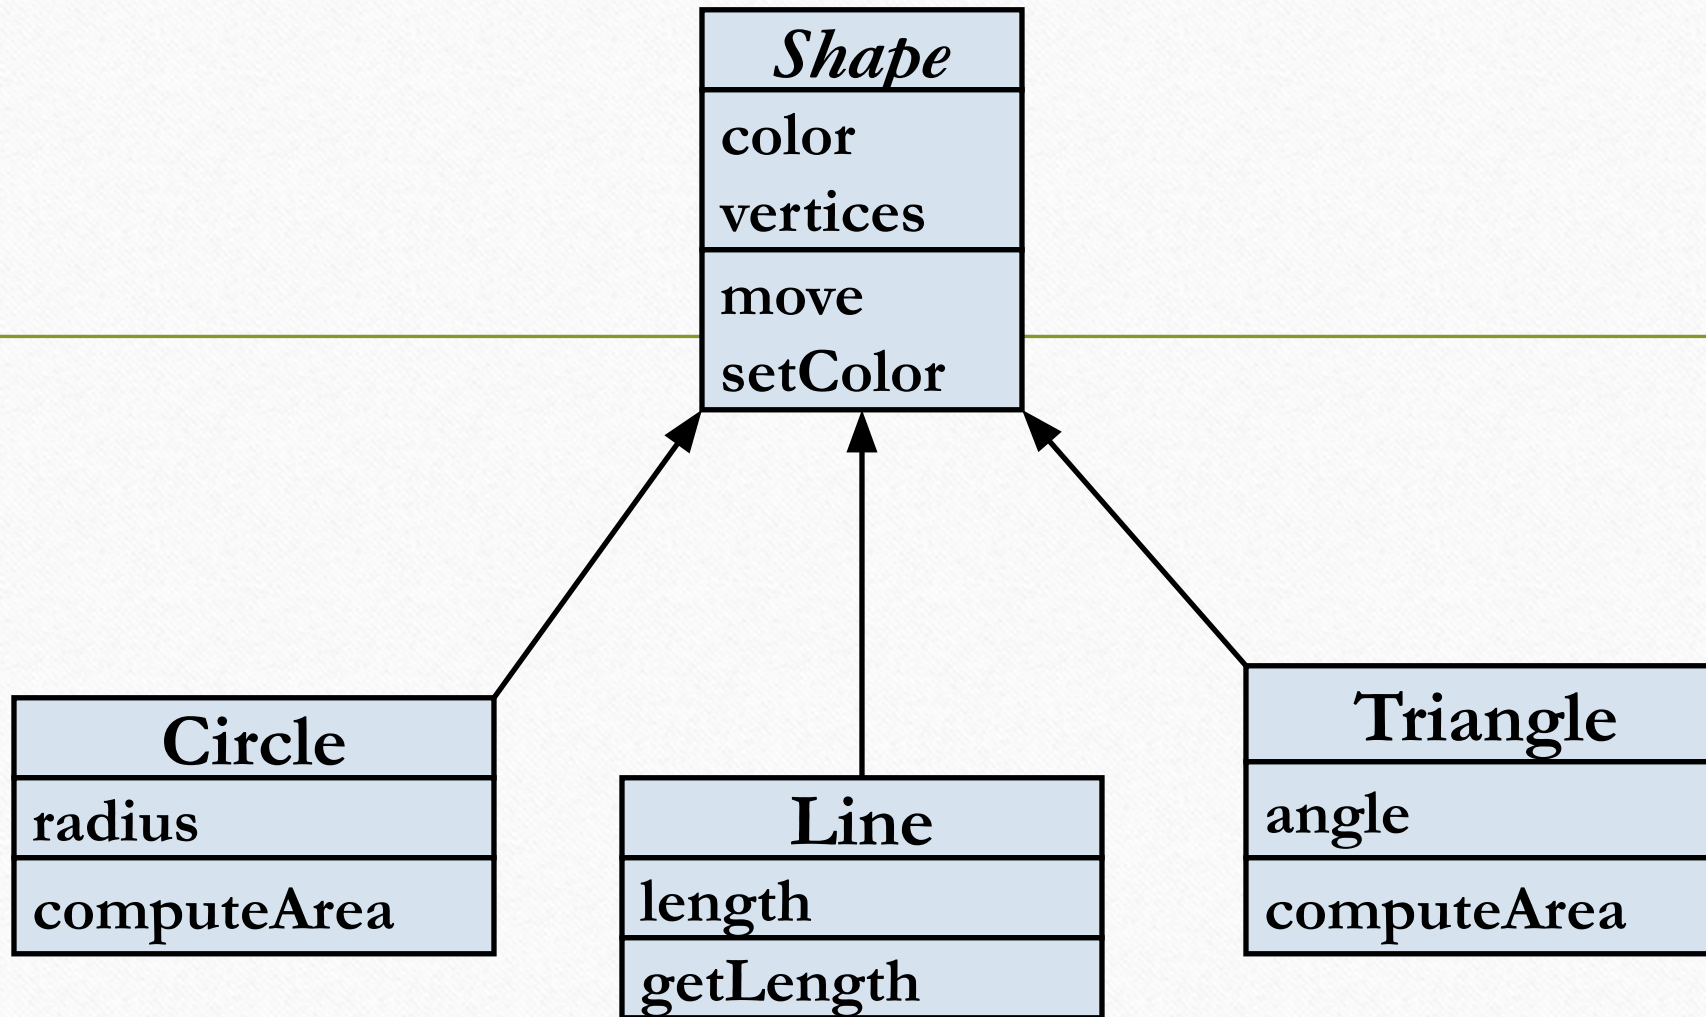 Shape
color
vertices
move
setColor
Circle
radius
computeArea
Line
length
getLength
Triangle
angle
computeArea